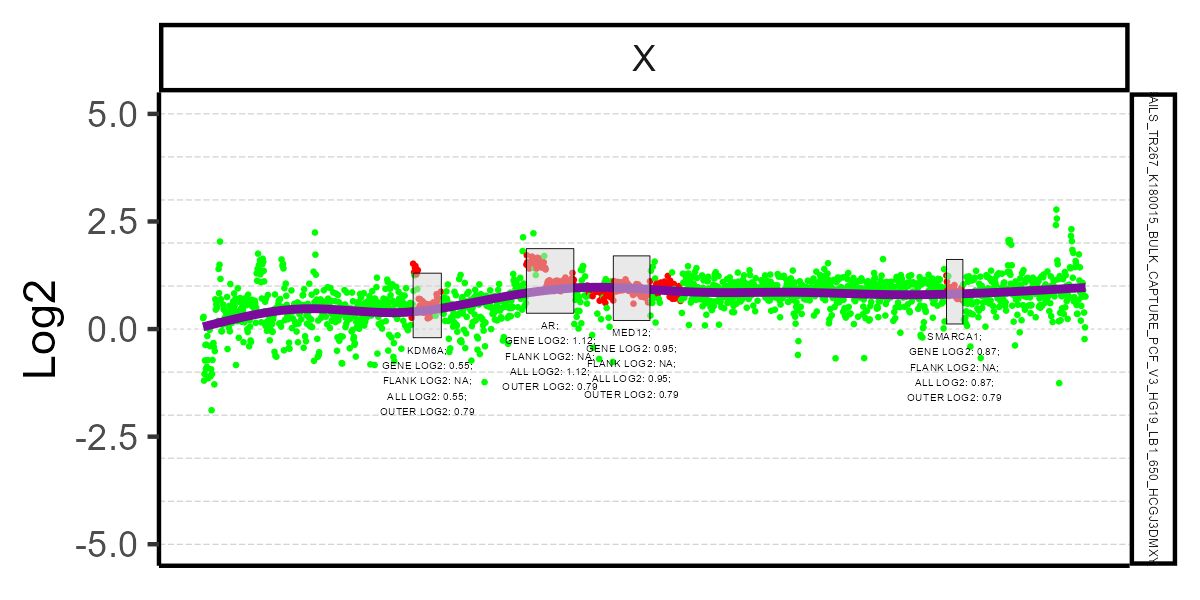 X
Log2
5.0
2.5
0.0
-2.5
-5.0
KDM6A;
GENE LOG2: 0.55;
FLANK LOG2: NA;
ALL LOG2: 0.55;
OUTER LOG2: 0.79
AR;
GENE LOG2: 1.12;
FLANK LOG2: NA;
ALL LOG2: 1.12;
OUTER LOG2: 0.79
MED12;
GENE LOG2: 0.95;
FLANK LOG2: NA;
ALL LOG2: 0.95;
OUTER LOG2: 0.79
SMARCA1;
GENE LOG2: 0.87;
FLANK LOG2: NA;
ALL LOG2: 0.87;
OUTER LOG2: 0.79
AILS_TR267_K180015_BULK_CAPTURE_PCF_V3_HG19_LB1_650_HCGJ3DMXY